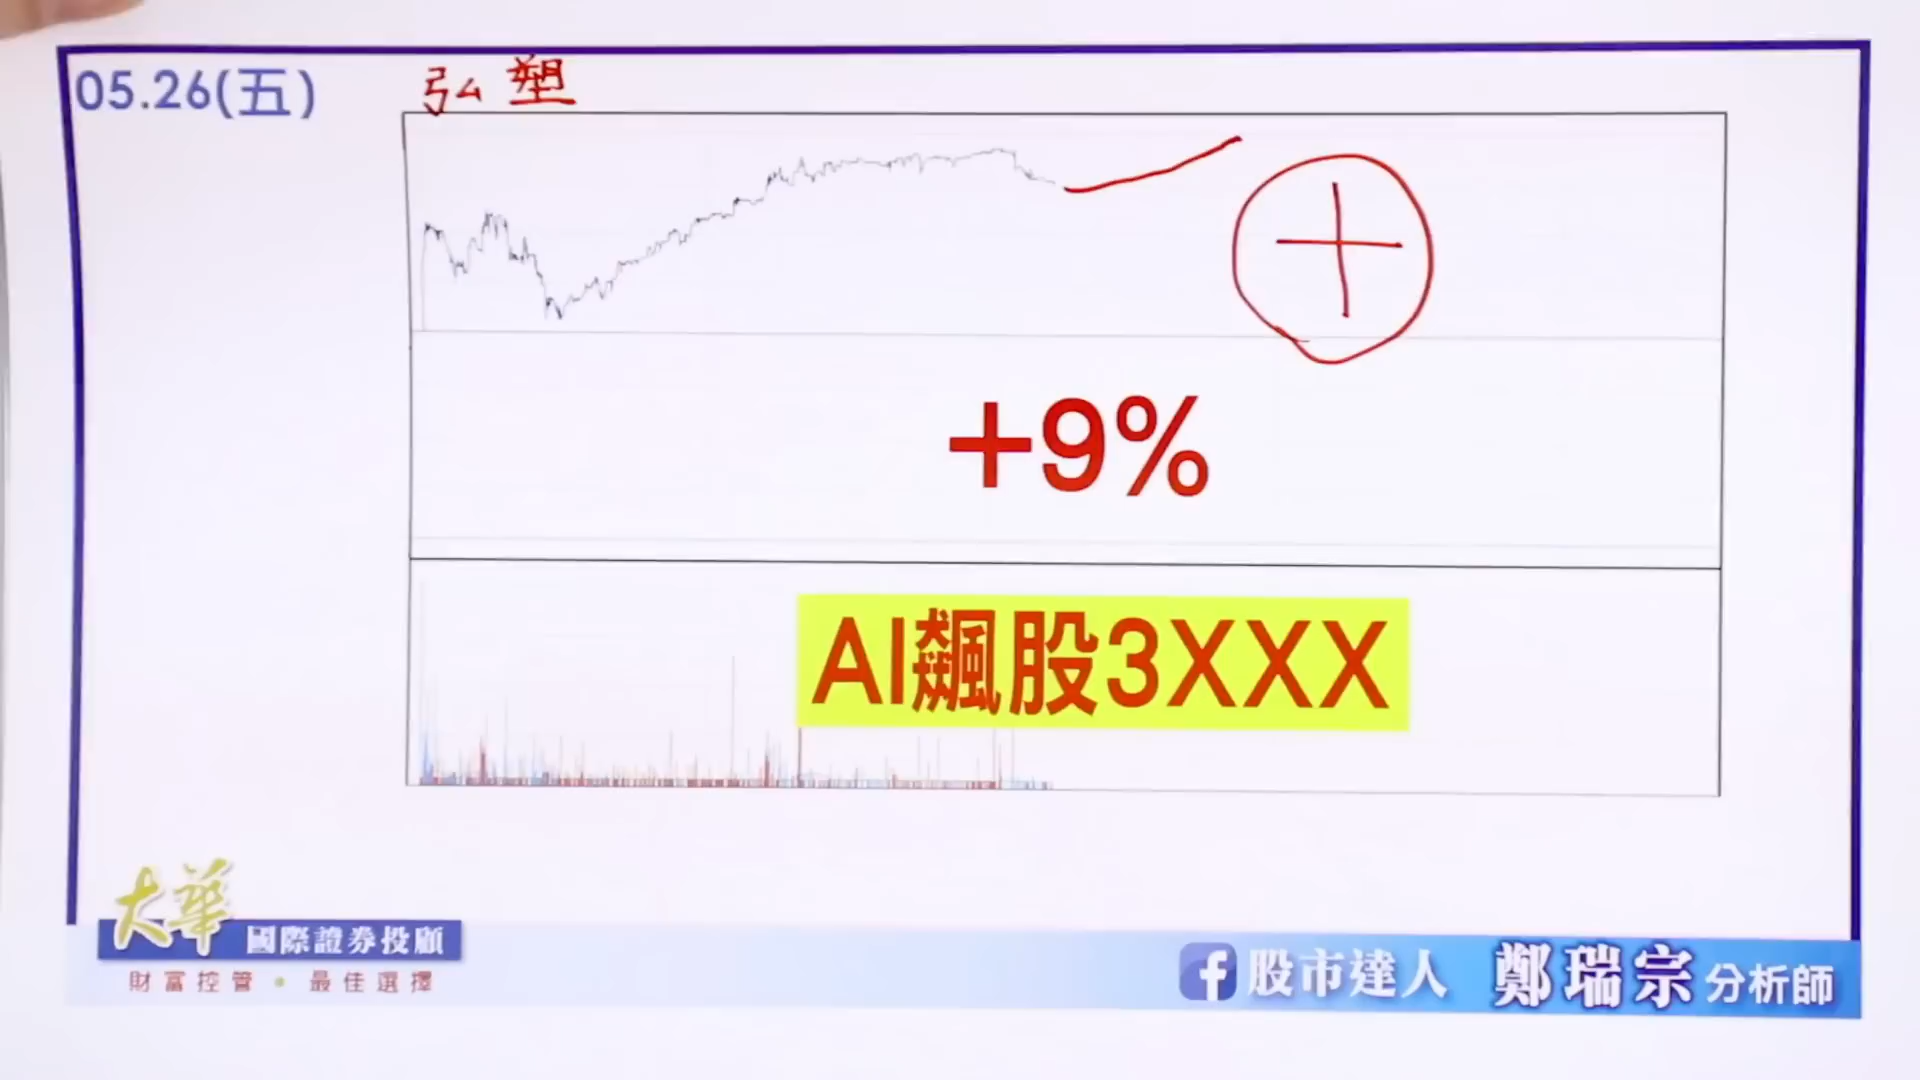 05.26(五)
弘塑
+
+9%
AI飆股3XXX
大華
國際證券投顧
財富控管・最佳選擇
f 股市達人 鄭瑞宗 分析師